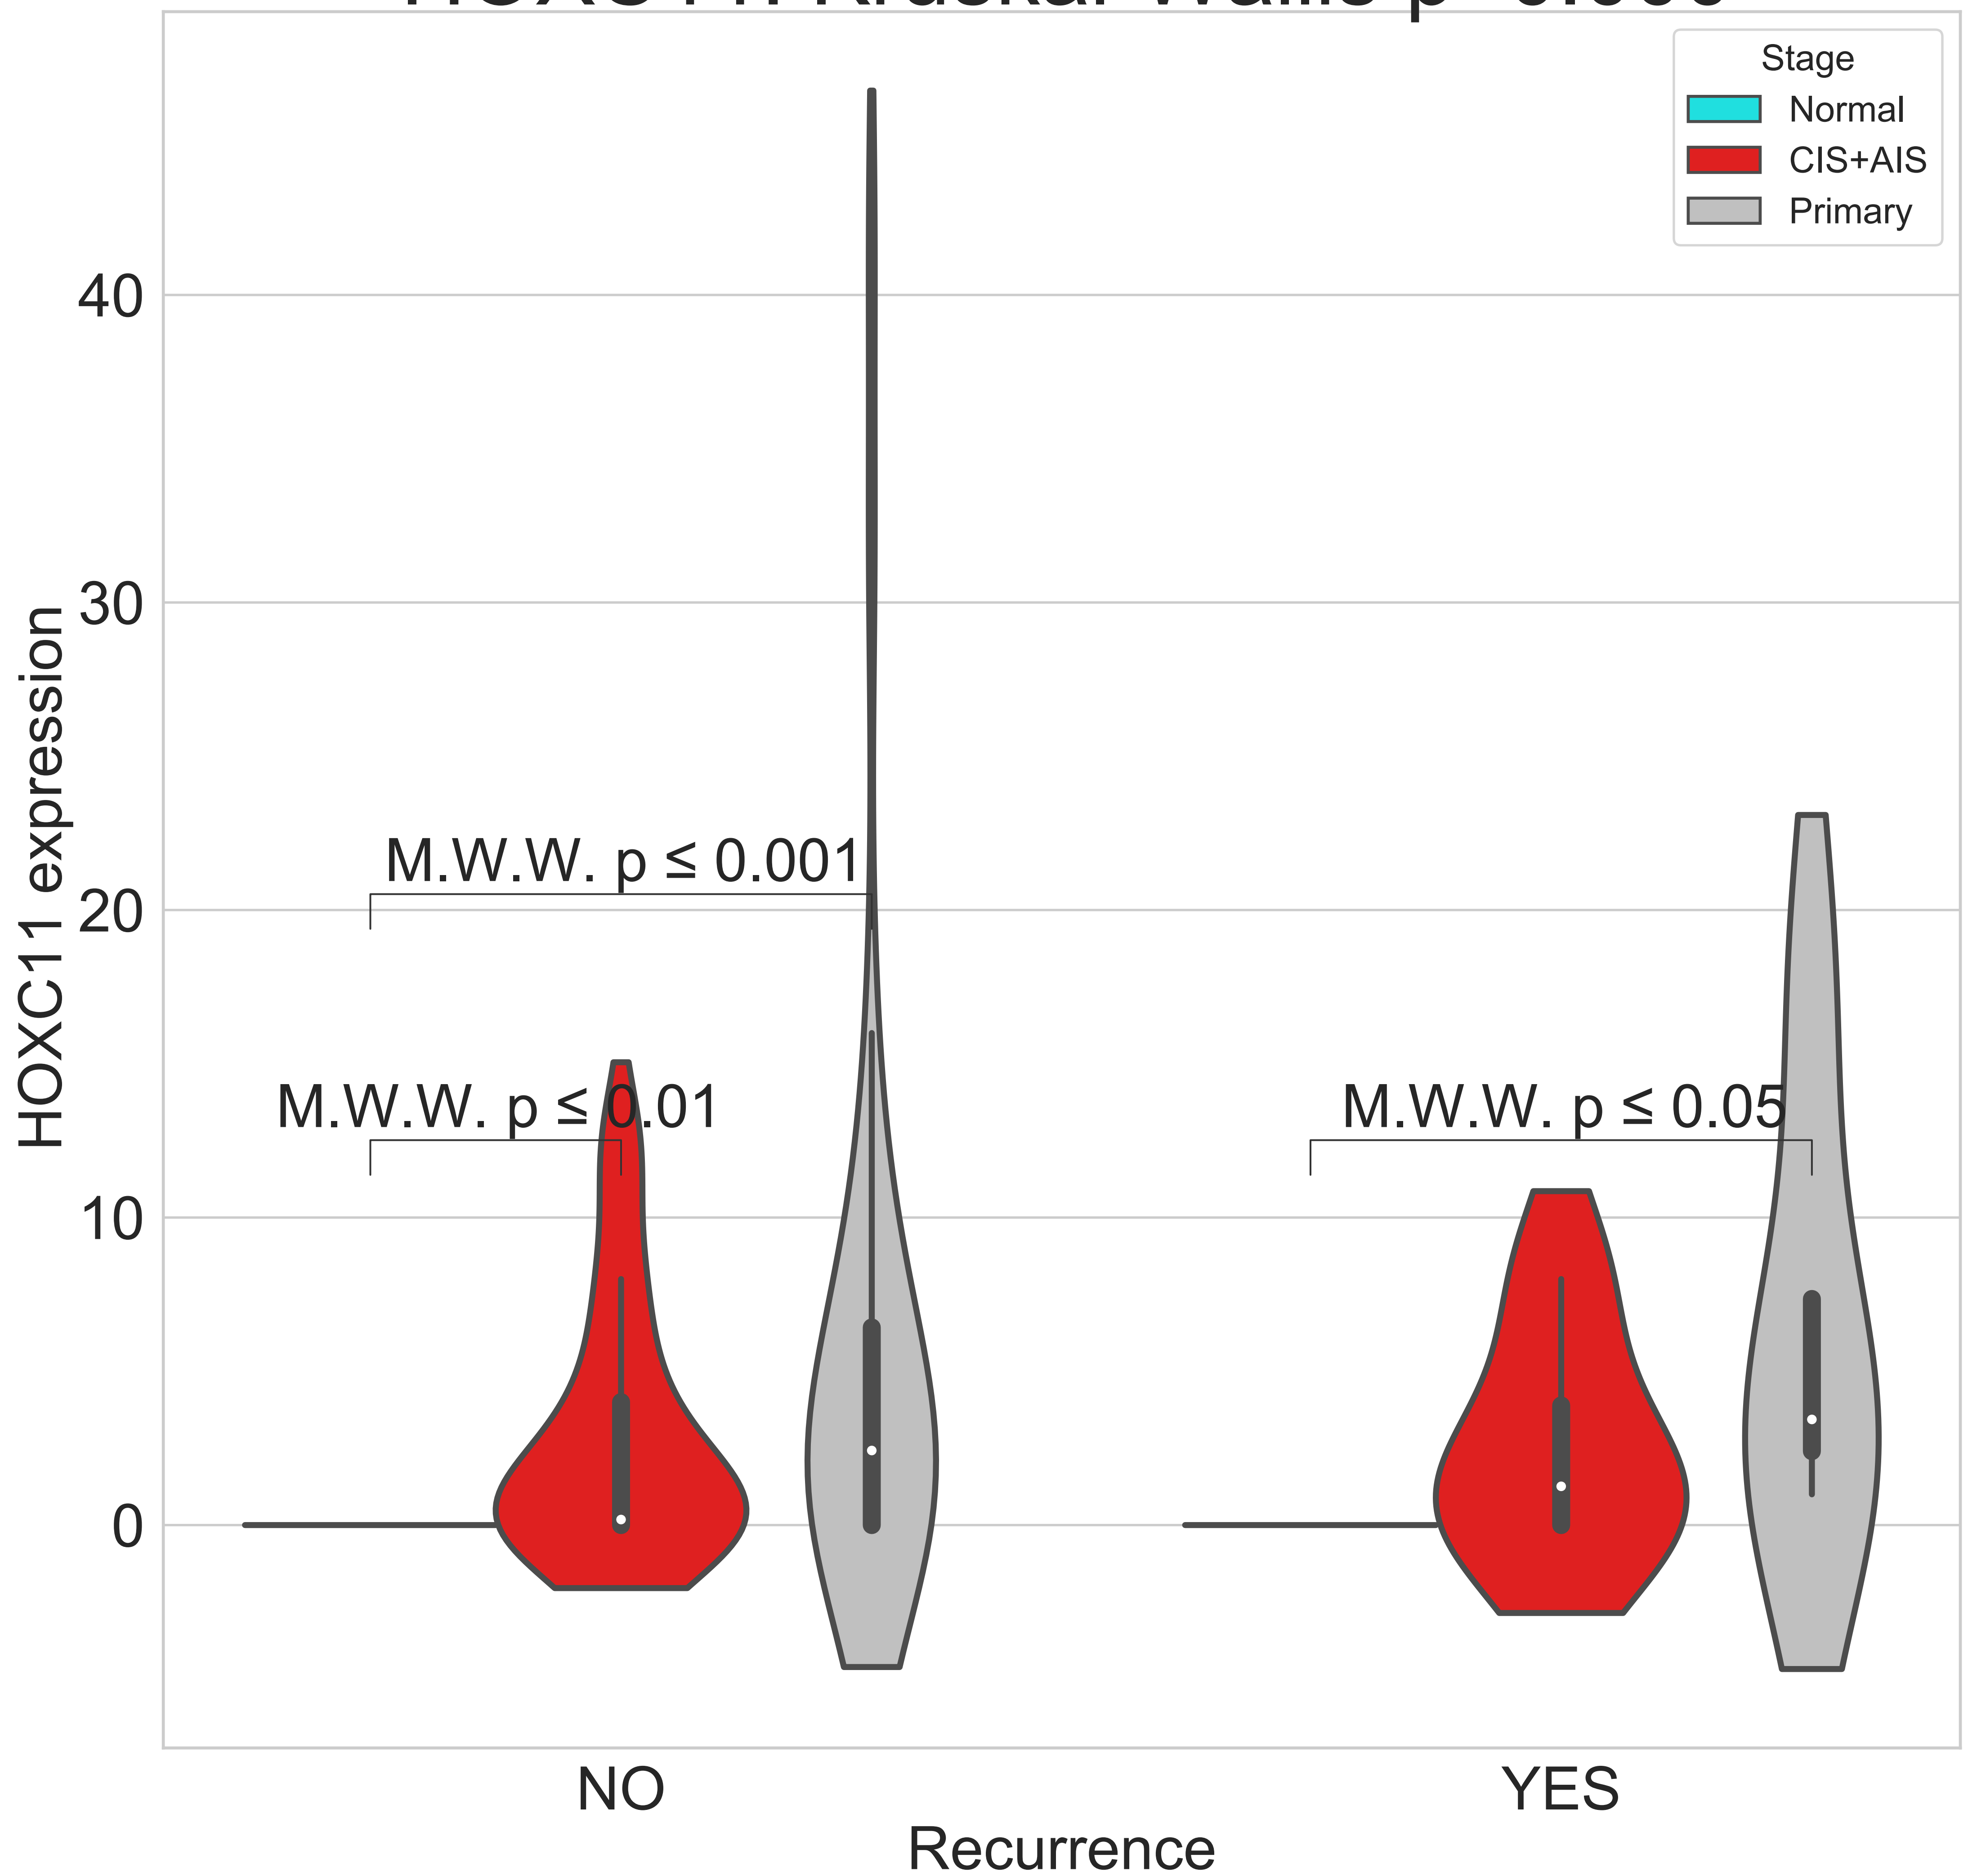 Stage
Normal
CIS+AIS
Primary
40
30
20
10
0
HOXC11 expression
M.W.W. p ≤ 0.001
M.W.W. p ≤ 0.01
M.W.W. p ≤ 0.05
NO
YES
Recurrence